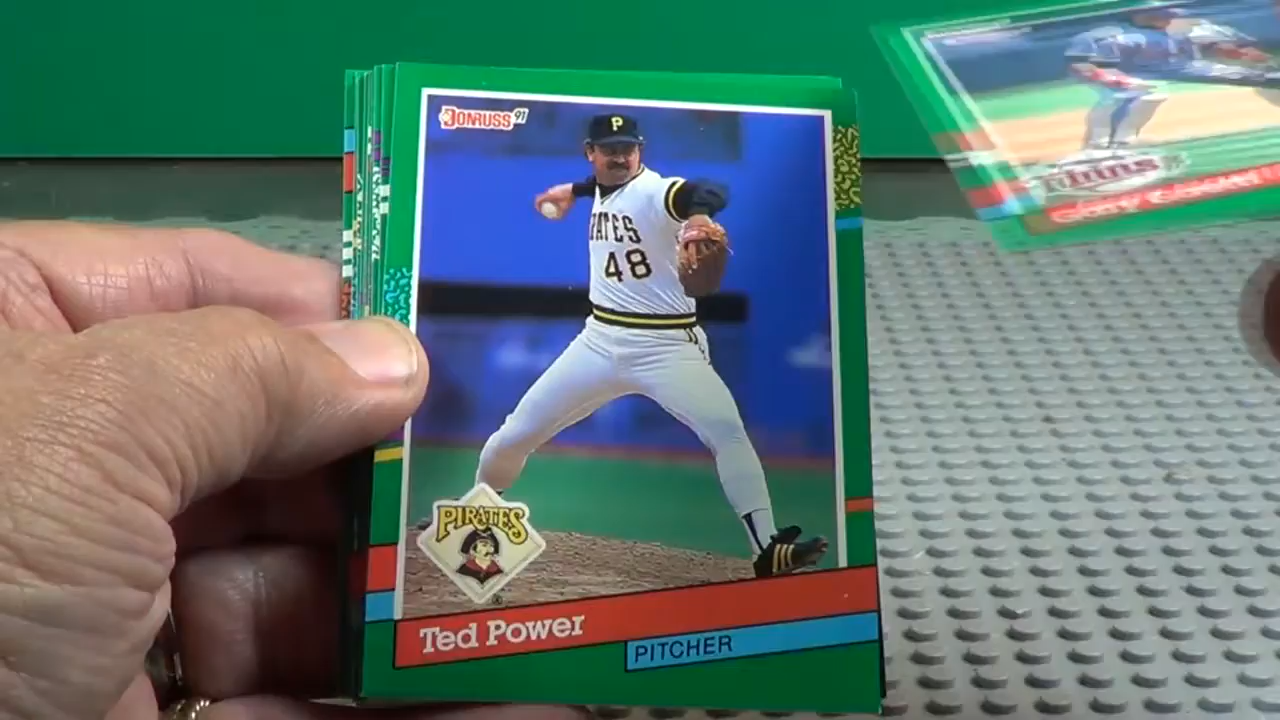 DONRUSS 91
P
PIRATES
48
PIRATES
Ted Power
PITCHER